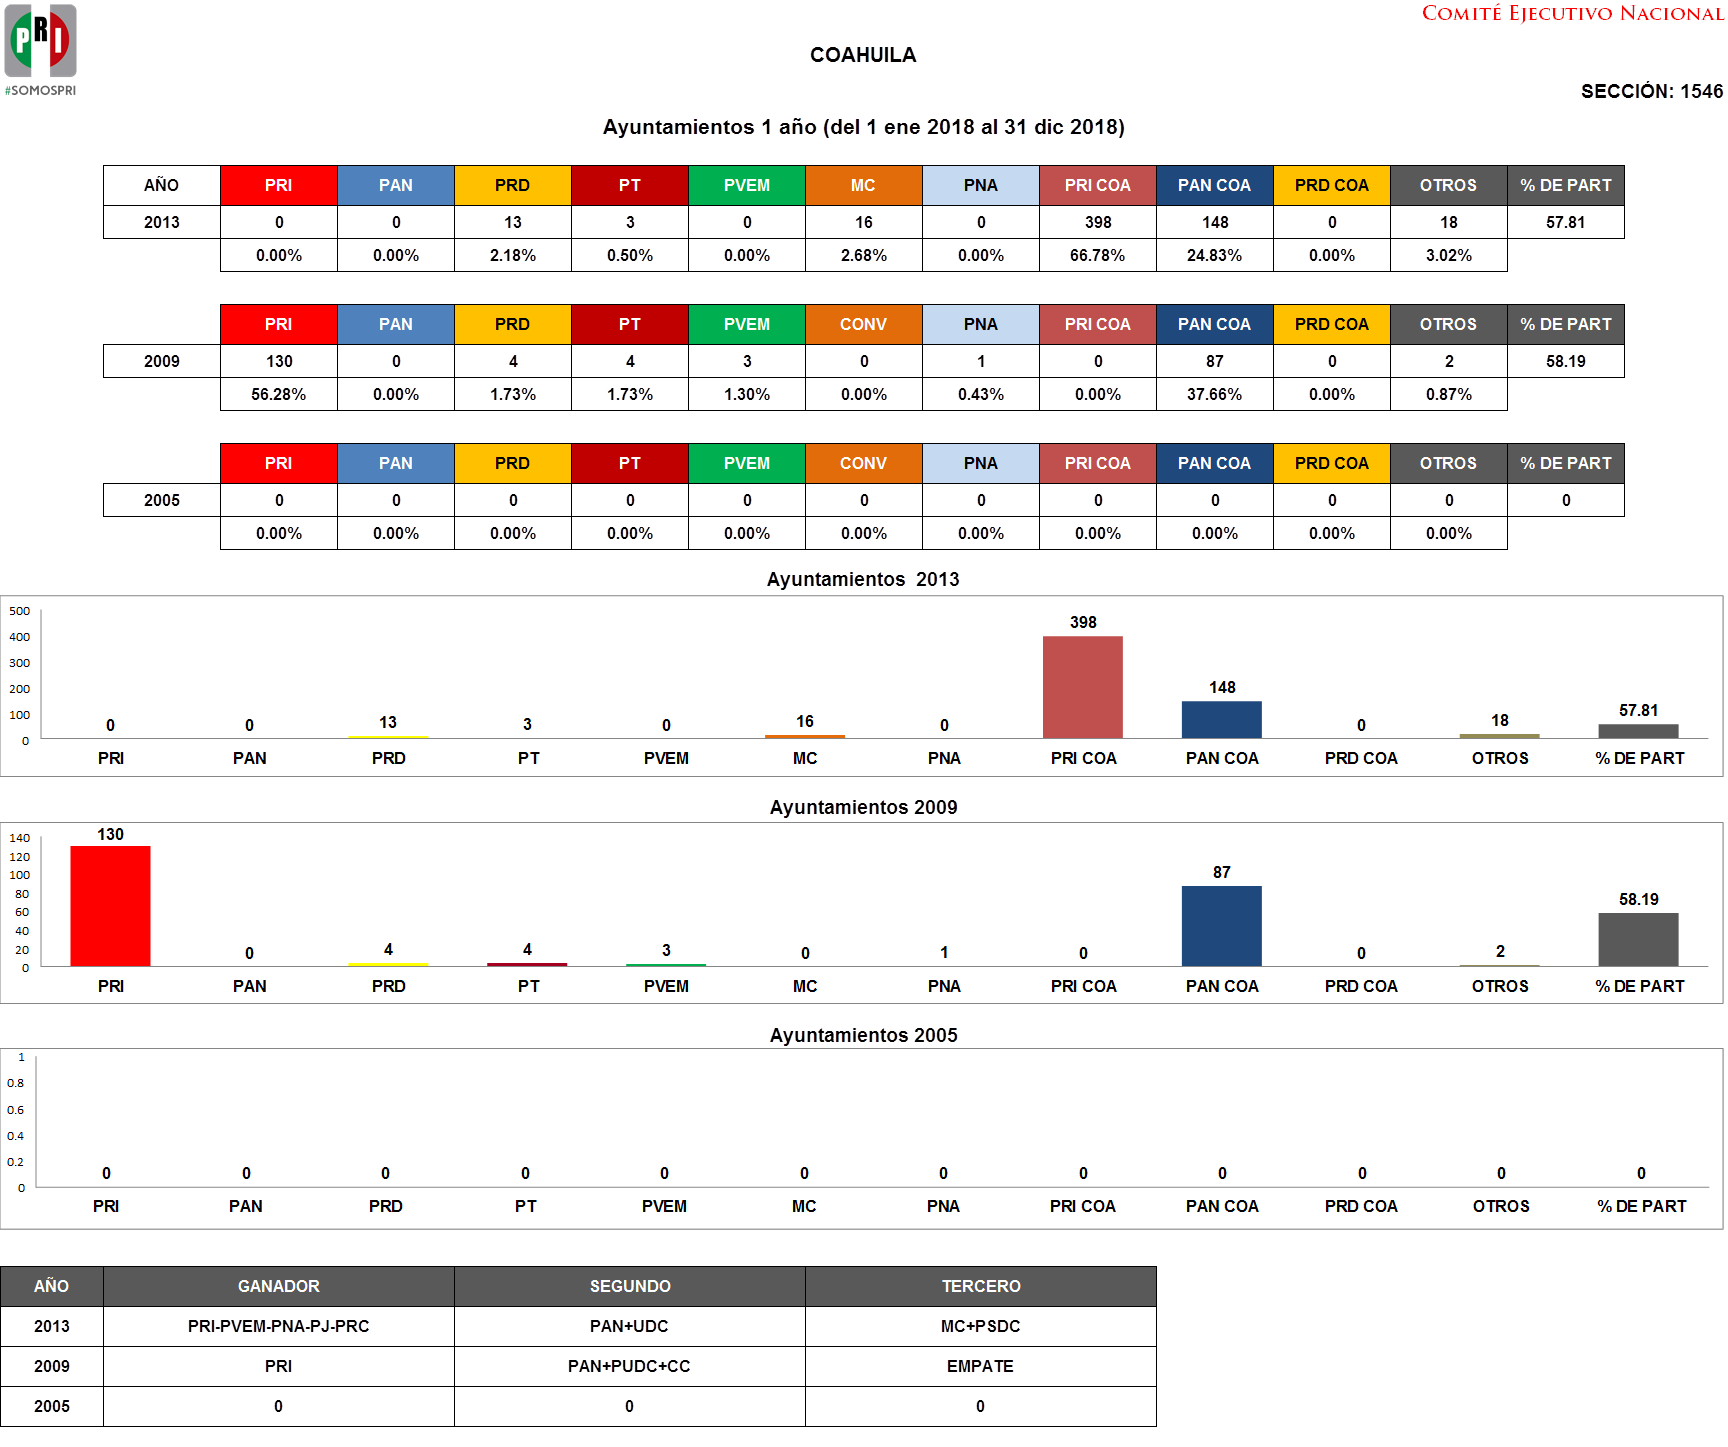 COMITÉ EJECUTIVO NACIONAL
PRI
#SOMOSPRI
COAHUILA
SECCIÓN: 1546
Ayuntamientos 1 año (del 1 ene 2018 al 31 dic 2018)
AÑO PRI PAN PRD PT PVEM MC PNA PRI COA PAN COA PRD COA OTROS % DE PART
2013 0 0 13 3 0 16 0 398 148 0 18 57.81
0.00% 0.00% 2.18% 0.50% 0.00% 2.68% 0.00% 66.78% 24.83% 0.00% 3.02%
PRI PAN PRD PT PVEM CONV PNA PRI COA PAN COA PRD COA OTROS % DE PART
2009 130 0 4 4 3 0 1 0 87 0 2 58.19
56.28% 0.00% 1.73% 1.73% 1.30% 0.00% 0.43% 0.00% 37.66% 0.00% 0.87%
PRI PAN PRD PT PVEM CONV PNA PRI COA PAN COA PRD COA OTROS % DE PART
2005 0 0 0 0 0 0 0 0 0 0 0 0
0.00% 0.00% 0.00% 0.00% 0.00% 0.00% 0.00% 0.00% 0.00% 0.00% 0.00%
Ayuntamientos 2013
500
400
300
200
100
0
0 0 13 3 0 16 0 398 148 0 18 57.81
PRI PAN PRD PT PVEM MC PNA PRI COA PAN COA PRD COA OTROS % DE PART
Ayuntamientos 2009
140
120
100
80
60
40
20
0
130 0 4 4 3 0 1 0 87 0 2 58.19
PRI PAN PRD PT PVEM MC PNA PRI COA PAN COA PRD COA OTROS % DE PART
Ayuntamientos 2005
1
0.8
0.6
0.4
0.2
0
0 0 0 0 0 0 0 0 0 0 0 0
PRI PAN PRD PT PVEM MC PNA PRI COA PAN COA PRD COA OTROS % DE PART
AÑO GANADOR SEGUNDO TERCERO
2013 PRI-PVEM-PNA-PJ-PRC PAN+UDC MC+PSDC
2009 PRI PAN+PUDC+CC EMPATE
2005 0 0 0